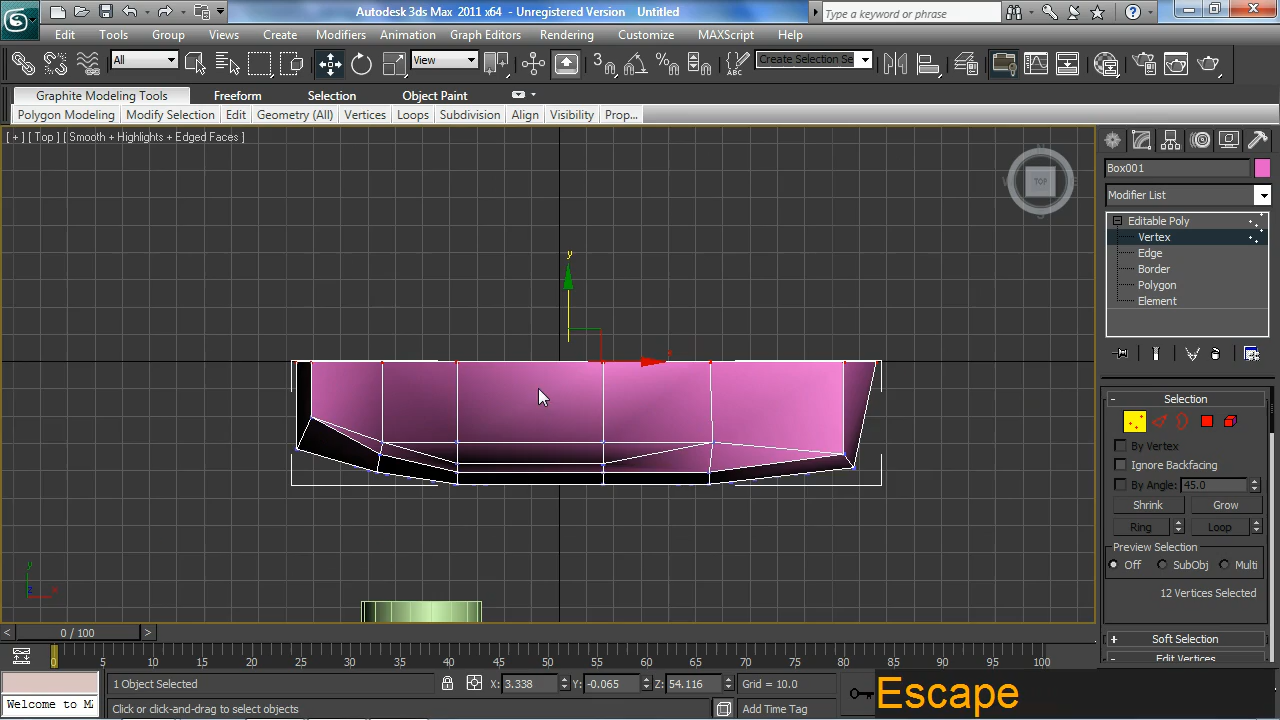 Autodesk 3ds Max 2011 x64 - Unregistered Version Untitled
Type a keyword or phrase
Edit Tools Group Views Create Modifiers Animation Graph Editors Rendering Customize MAXScript Help
All View Create Selection Se
Graphite Modeling Tools Freeform Selection Object Paint
Polygon Modeling Modify Selection Edit Geometry (All) Vertices Loops Subdivision Align Visibility Prop...
[ + ] [ Top ] [ Smooth + Highlights + Edged Faces ]
TOP
y
x
Box001
Modifier List
Editable Poly
Vertex
Edge
Border
Polygon
Element
- Selection
By Vertex
Ignore Backfacing
By Angle: 45.0
Shrink Grow
Ring Loop
Preview Selection
Off SubObj Multi
12 Vertices Selected
+ Soft Selection
Edit Vertices
< 0 / 100 >
0 5 10 15 20 25 30 35 40 45 50 55 60 65 70 75 80 85 90 95 100
1 Object Selected X: 3.338 Y: -0.065 Z: 54.116 Grid = 10.0
Welcome to M Click or click-and-drag to select objects Add Time Tag
Escape